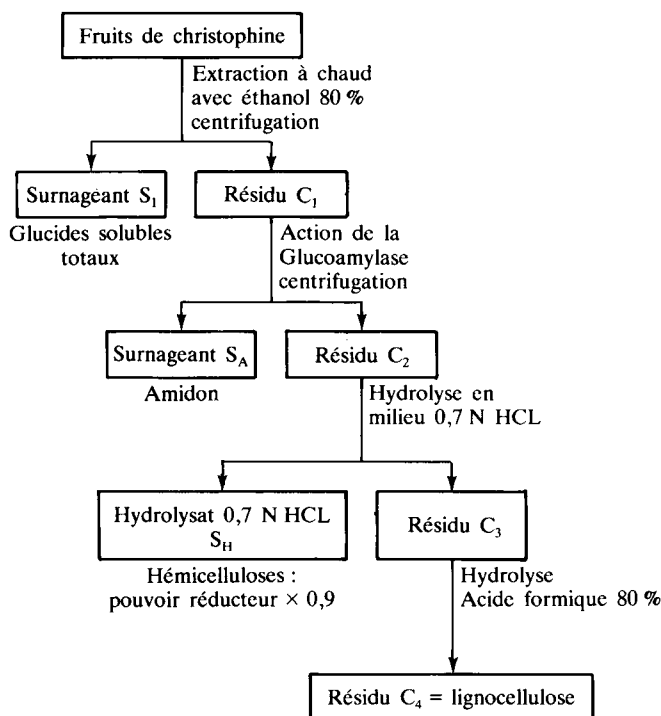 Fruits de christophine
Extraction à chaud
avec éthanol 80 %
centrifugation
Surnageant S₁
Résidu C₁
Glucides solubles
totaux
Action de la
Glucoamylase
centrifugation
Surnageant S_A
Résidu C₂
Amidon
Hydrolyse en
milieu 0,7 N HCL
Hydrolysat 0,7 N HCL
S_H
Résidu C₃
Hémicelluloses :
pouvoir réducteur × 0,9
Hydrolyse
Acide formique 80 %
Résidu C₄ = lignocellulose